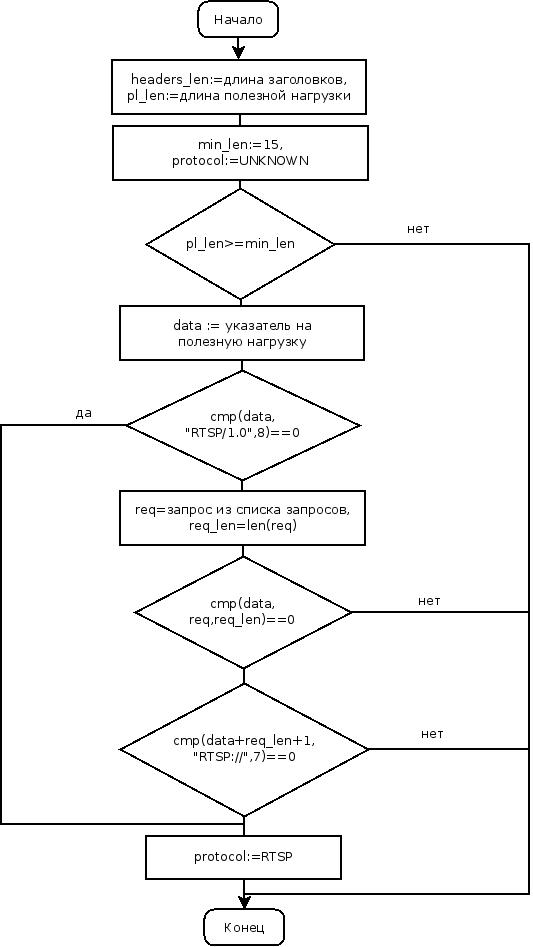 Начало
headers_len:=длина заголовков,
pl_len:=длина полезной нагрузки
min_len:=15,
protocol:=UNKNOWN
pl_len>=min_len
нет
data := указатель на
полезную нагрузку
да
cmp(data,
"RTSP/1.0",8)==0
req=запрос из списка запросов,
req_len=len(req)
cmp(data,
req,req_len)==0
нет
cmp(data+req_len+1,
"RTSP://",7)==0
нет
protocol:=RTSP
Конец